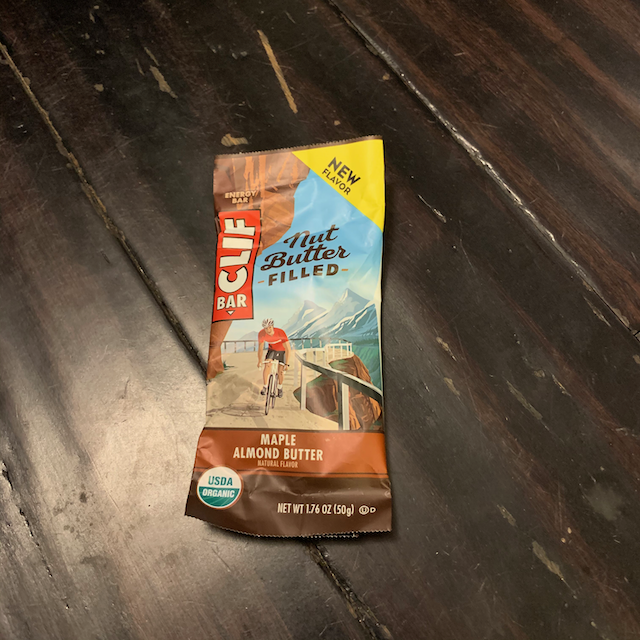 NEW
FLAVOR
ENERGY
BAR
CLIF
BAR
Nut
Butter
FILLED
MAPLE
ALMOND BUTTER
NATURAL FLAVOR
USDA
ORGANIC
NET WT 1.76 OZ (50g) Ⓤ D